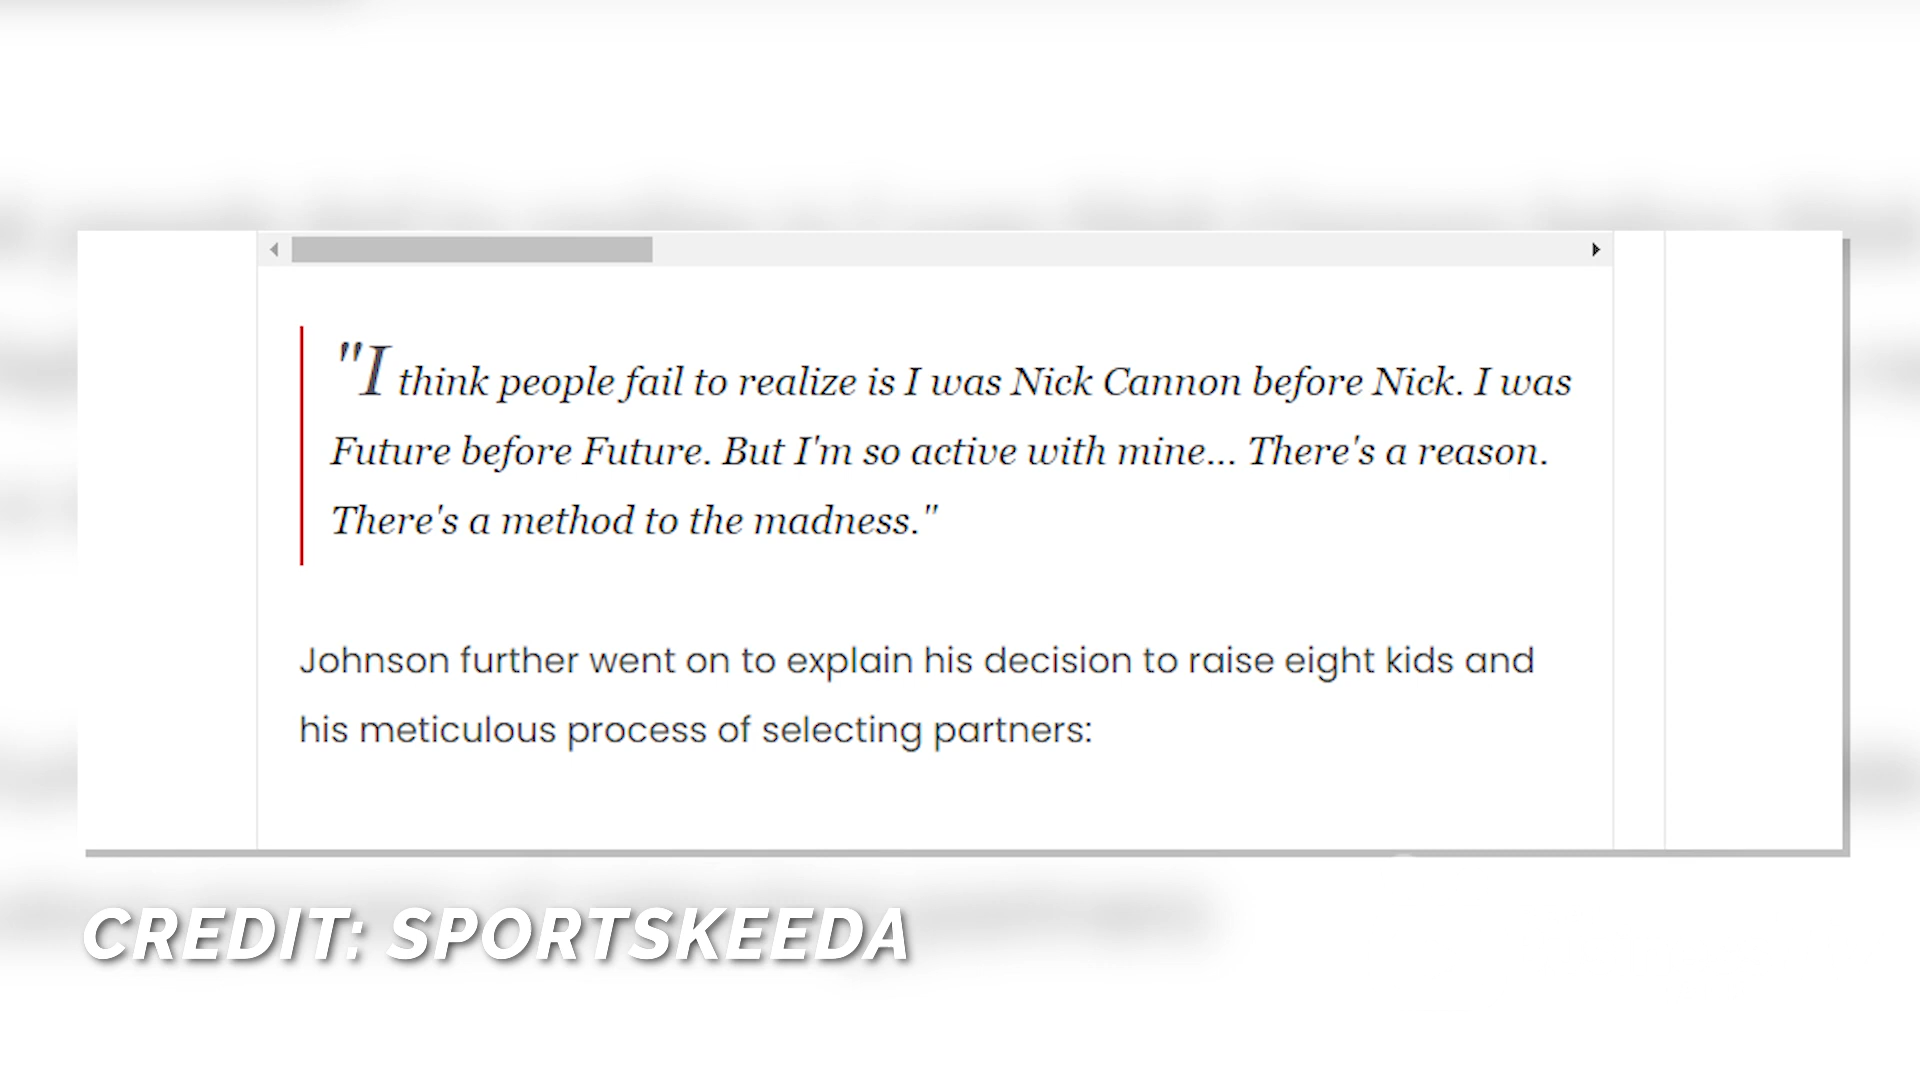 "I think people fail to realize is I was Nick Cannon before Nick. I was
Future before Future. But I'm so active with mine... There's a reason.
There's a method to the madness."
Johnson further went on to explain his decision to raise eight kids and
his meticulous process of selecting partners:
CREDIT: SPORTSKEEDA